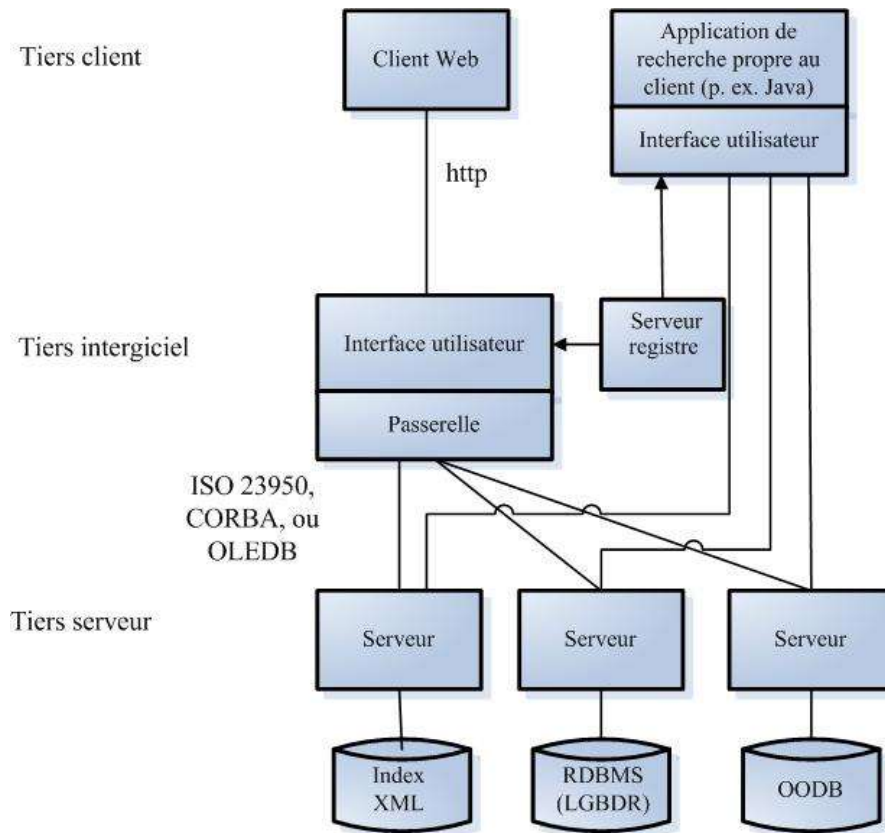 Tiers client
Client Web
Application de
recherche propre au
client (p. ex. Java)
Interface utilisateur
http
Tiers intergiciel
Interface utilisateur
Serveur
registre
Passerelle
ISO 23950,
CORBA, ou
OLEDB
Tiers serveur
Serveur
Serveur
Serveur
Index
XML
RDBMS
(LGBDR)
OODB